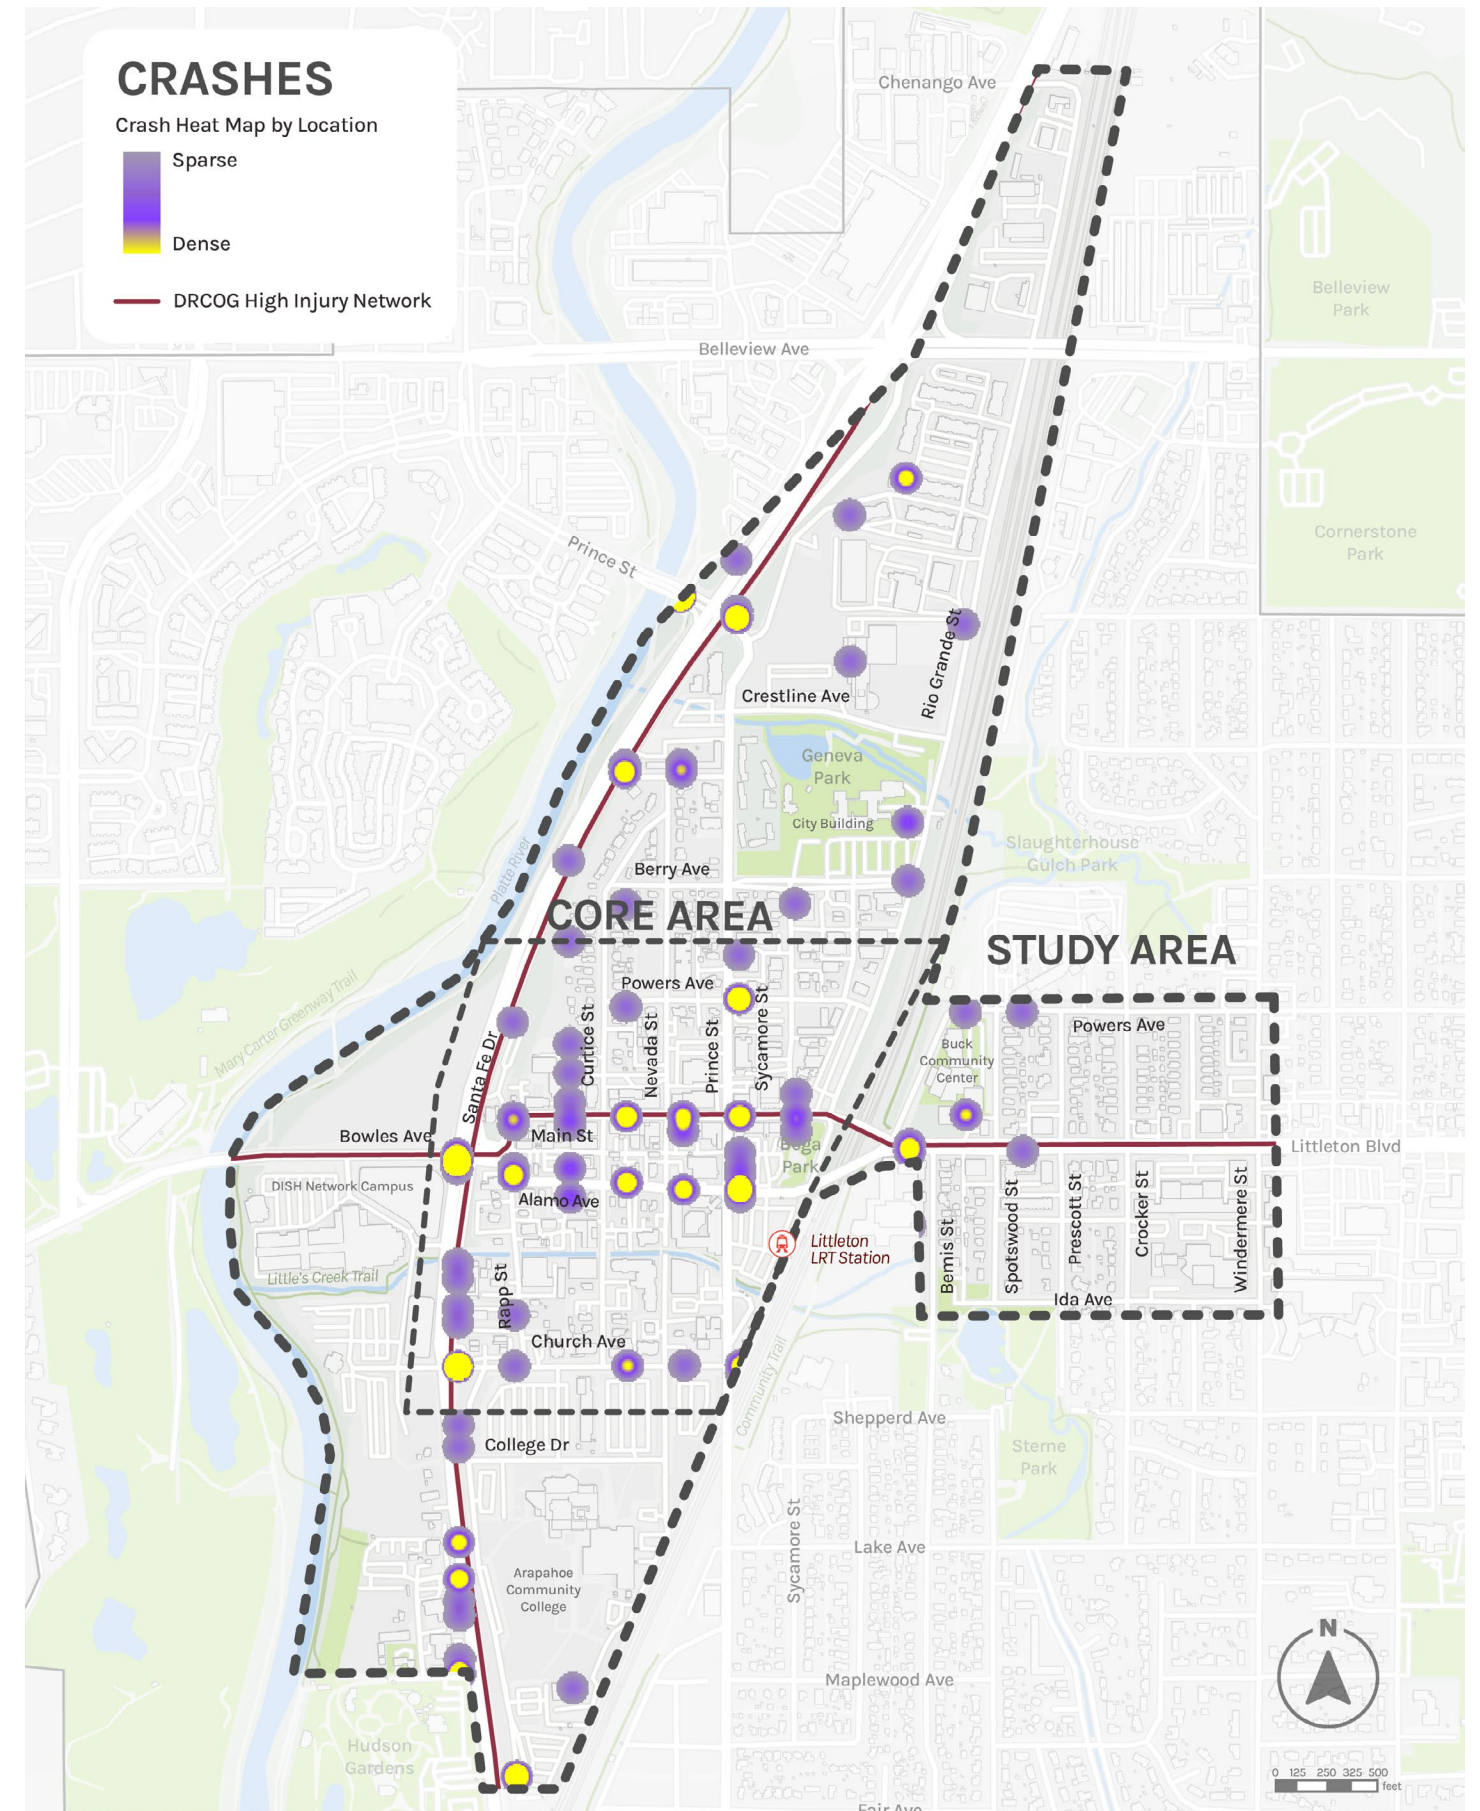 CRASHES
Crash Heat Map by Location
Sparse
Dense
DRCOG High Injury Network
Chenango Ave
Belleview Ave
Belleview
Park
Cornerstone
Park
Prince St
Rio Grande St
Crestline Ave
Geneva
Park
City Building
Slaughterhouse
Gulch Park
Platte River
Berry Ave
CORE AREA
STUDY AREA
Mary Carter Greenway Trail
Powers Ave
Santa Fe Dr
Curtice St
Nevada St
Prince St
Sycamore St
Powers Ave
Buck
Community
Center
Bowles Ave
Main St
Bega
Park
Littleton Blvd
DISH Network Campus
Alamo Ave
Littleton
LRT Station
Bemis St
Spotswood St
Prescott St
Crocker St
Windermere St
Little's Creek Trail
Rapp St
Ida Ave
Church Ave
Community Trail
Shepperd Ave
College Dr
Sterne
Park
Sycamore St
Lake Ave
Arapahoe
Community
College
N
Maplewood Ave
Hudson
Gardens
0 125 250 325 500
feet
Fair Ave